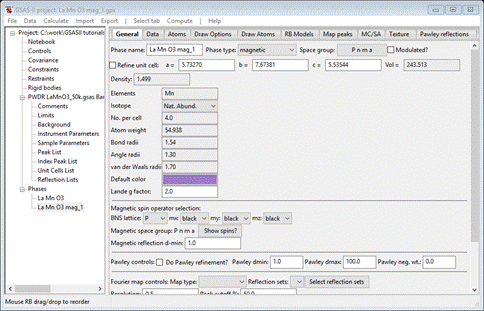 GSAS-II project: La Mn O3 mag_1.gpx
File Data Calculate Import Export | Select tab Compute | Help
Project: C:\work\GSASII tutorials
Notebook
Controls
Covariance
Constraints
Restraints
Rigid bodies
PWDR LaMnO3_50k.gsas Ba
Comments
Limits
Background
Instrument Parameters
Sample Parameters
Peak List
Index Peak List
Unit Cells List
Reflection Lists
Phases
La Mn O3
La Mn O3 mag_1
General Data Atoms Draw Options Draw Atoms RB Models Map peaks MC/SA Texture Pawley reflections
Phase name: La Mn O3 mag_1 Phase type: magnetic Space group: P n m a Modulated?
Refine unit cell: a = 5.73270 b = 7.67381 c = 5.53544 Vol = 243.513
Density: 1.499
Elements Mn
Isotope Nat. Abund.
No. per cell 4.0
Atom weight 54.938
Bond radii 1.54
Angle radii 1.30
van der Waals radii 1.70
Default color
Lande g factor: 2.0
Magnetic spin operator selection:
BNS lattice: P mx: black my: black mz: black
Magnetic space group: P n m a Show spins?
Magnetic reflection d-min: 1.0
Pawley controls: Do Pawley refinement? Pawley dmin: 1.0 Pawley dmax: 100.0 Pawley neg. wt.: 0.0
Fourier map controls: Map type: Reflection sets: Select reflection sets
Resolution: 0.5 Peak cutoff %: 50.0
Mouse RB drag/drop to reorder